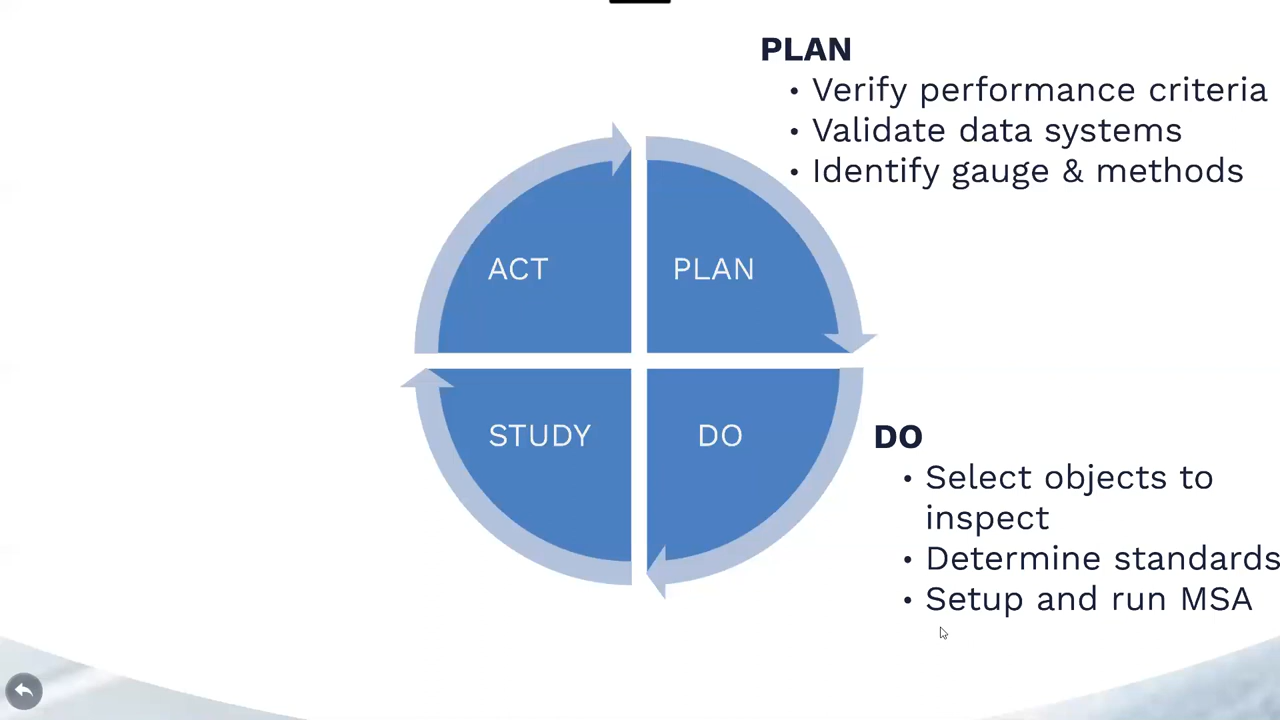 PLAN
• Verify performance criteria
• Validate data systems
• Identify gauge & methods
ACT
PLAN
STUDY
DO
DO
• Select objects to
inspect
• Determine standards
• Setup and run MSA